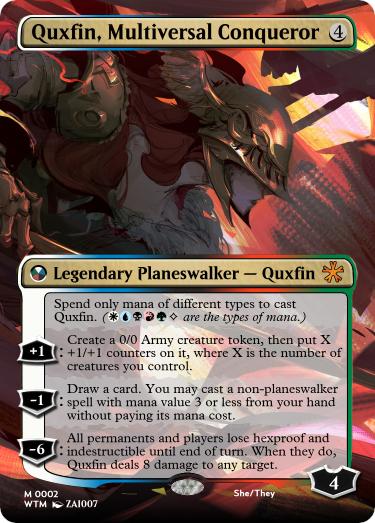 Quxfin, Multiversal Conqueror 4
Legendary Planeswalker — Quxfin
Spend only mana of different types to cast
Quxfin. ( are the types of mana.)
Create a 0/0 Army creature token, then put X
+1: +1/+1 counters on it, where X is the number of
creatures you control.
Draw a card. You may cast a non-planeswalker
-1: spell with mana value 3 or less from your hand
without paying its mana cost.
All permanents and players lose hexproof and
-6: indestructible until end of turn. When they do,
Quxfin deals 8 damage to any target.
4
M 0002
WTM ZAI007
She/They